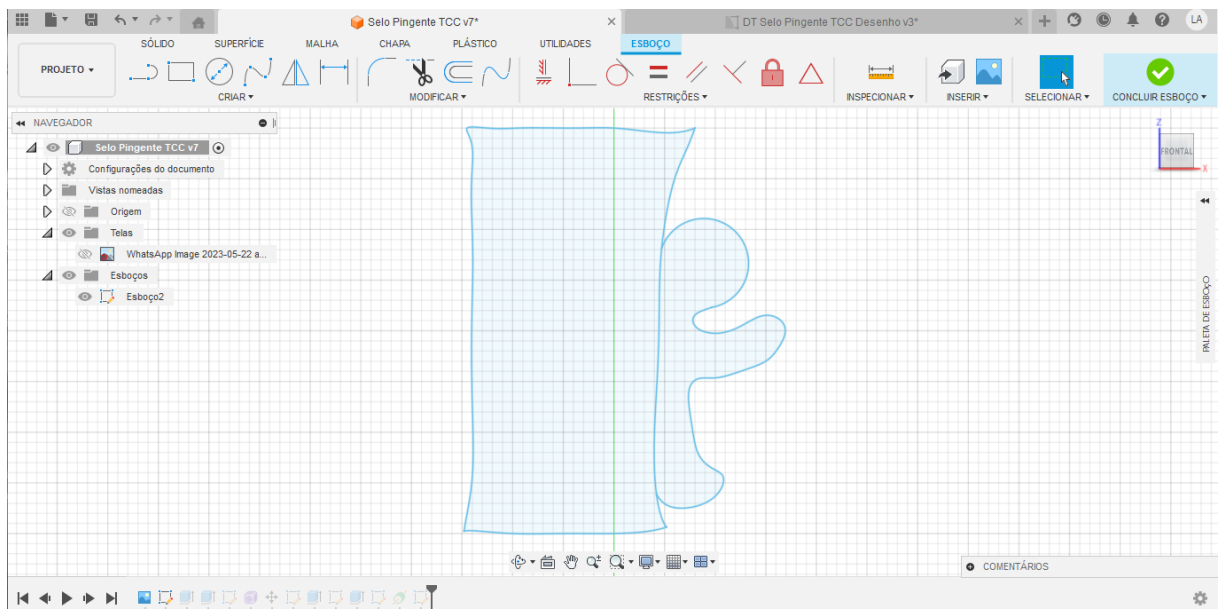 Selo Pingente TCC v7*
DT Selo Pingente TCC Desenho v3*
LA
SÓLIDO SUPERFÍCIE MALHA CHAPA PLÁSTICO UTILIDADES ESBOÇO
PROJETO
CRIAR MODIFICAR RESTRIÇÕES INSPECIONAR INSERIR SELECIONAR CONCLUIR ESBOÇO
NAVEGADOR
Selo Pingente TCC v7
Configurações do documento
Vistas nomeadas
Origem
Telas
WhatsApp Image 2023-05-22 a...
Esboços
Esboço2
Z
FRONTAL
X
PALETA DE ESBOÇO
COMENTÁRIOS